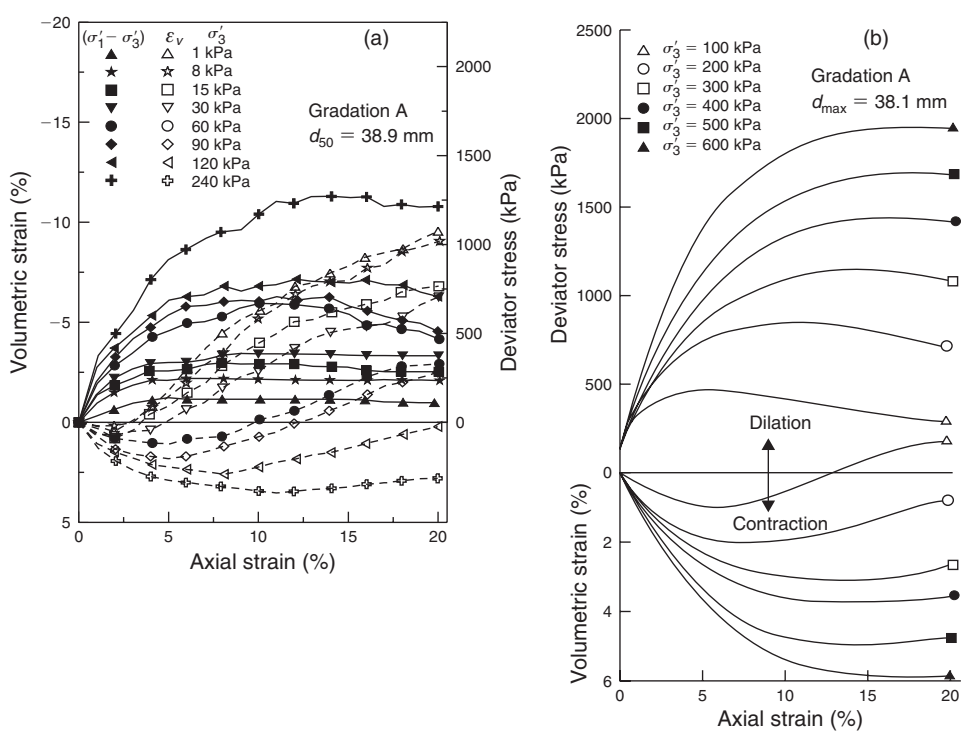 (a)
(σ′1 − σ′3) εv σ′3
1 kPa
8 kPa
15 kPa
30 kPa
60 kPa
90 kPa
120 kPa
240 kPa
Gradation A
d50 = 38.9 mm
Volumetric strain (%)
−20
−15
−10
−5
0
5
Deviator stress (kPa)
2000
1500
1000
500
0
0 5 10 15 20
Axial strain (%)
(b)
σ′3 = 100 kPa
σ′3 = 200 kPa
σ′3 = 300 kPa
σ′3 = 400 kPa
σ′3 = 500 kPa
σ′3 = 600 kPa
Gradation A
dmax = 38.1 mm
Deviator stress (kPa)
2500
2000
1500
1000
500
0
Dilation
Contraction
Volumetric strain (%)
2
4
6
0 5 10 15 20
Axial strain (%)